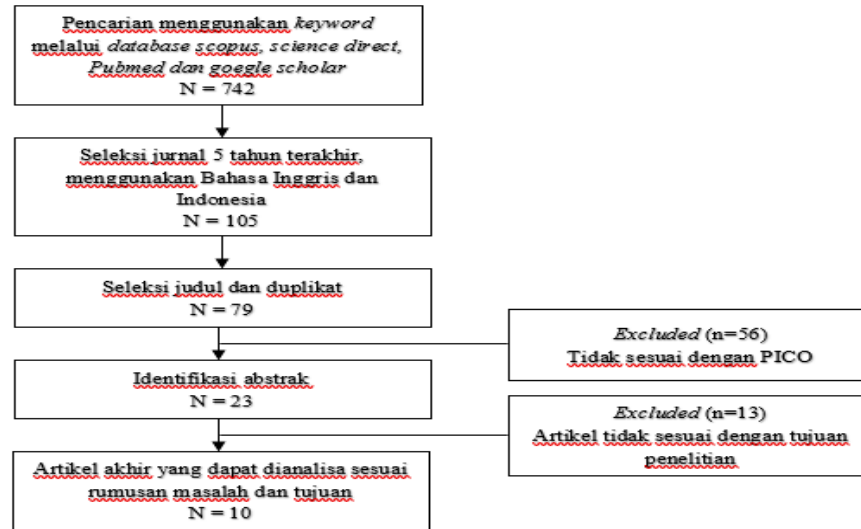 Pencarian menggunakan keyword
melalui database scopus, science direct,
Pubmed dan goegle scholar
N = 742
Seleksi jurnal 5 tahun terakhir,
menggunakan Bahasa Inggris dan
Indonesia
N = 105
Seleksi judul dan duplikat
N = 79
Excluded (n=56)
Tidak sesuai dengan PICO
Identifikasi abstrak
N = 23
Excluded (n=13)
Artikel tidak sesuai dengan tujuan
penelitian
Artikel akhir yang dapat dianalisa sesuai
rumusan masalah dan tujuan
N = 10